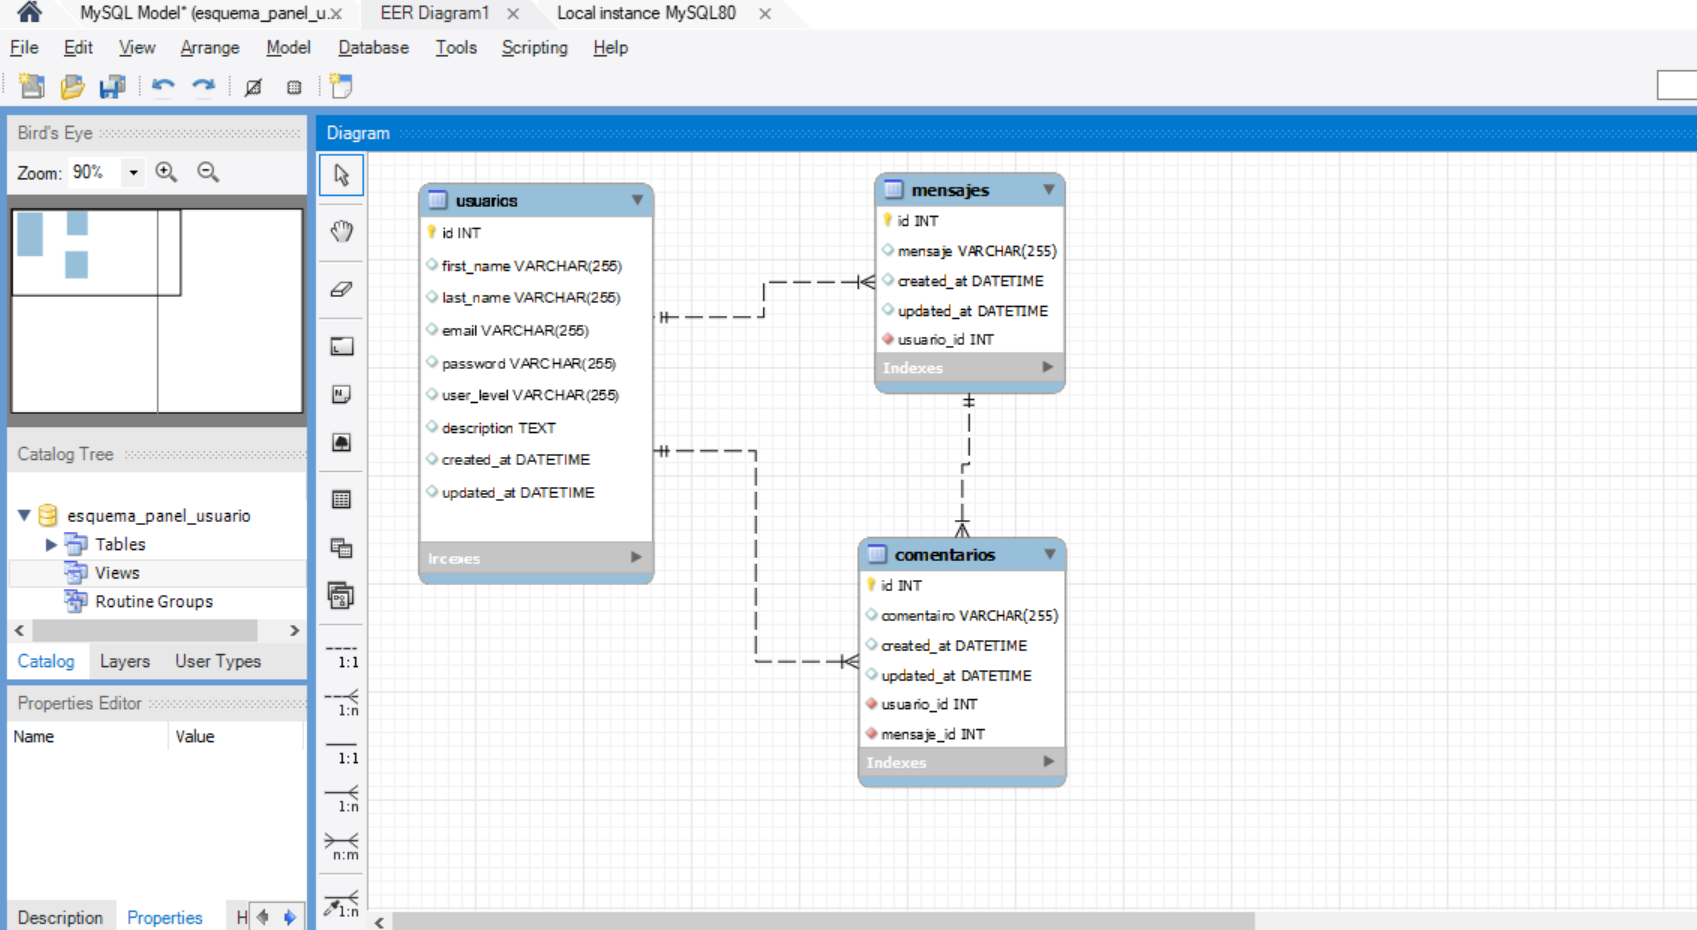 MySQL Model* (esquema_panel_u.x EER Diagram1 × Local instance MySQL80 ×
File Edit View Arrange Model Database Tools Scripting Help
Bird's Eye
Zoom: 90%
Diagram
usuarios
id INT
first_name VARCHAR(255)
last_name VARCHAR(255)
email VARCHAR(255)
password VARCHAR(255)
user_level VARCHAR(255)
description TEXT
created_at DATETIME
updated_at DATETIME
Ircexes
mensajes
id INT
mensaje VARCHAR(255)
created_at DATETIME
updated_at DATETIME
usuario_id INT
Indexes
comentarios
id INT
comentairo VARCHAR(255)
created_at DATETIME
updated_at DATETIME
usuario_id INT
mensaje_id INT
Indexes
1:1
1:n
1:1
1:n
n:m
1:n
Catalog Tree
esquema_panel_usuario
Tables
Views
Routine Groups
Catalog Layers User Types
Properties Editor
Name Value
Description Properties H